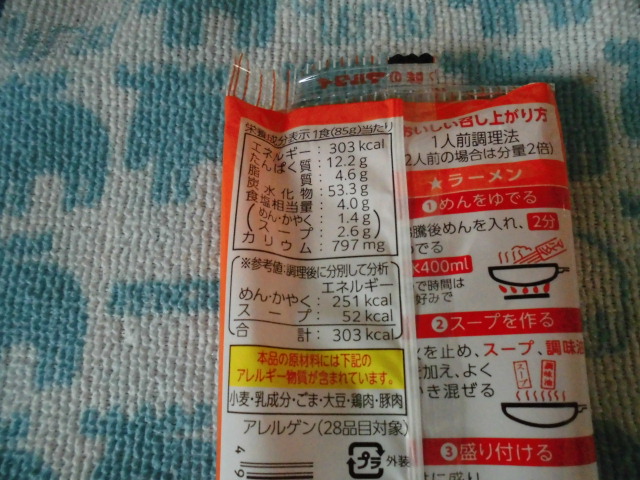 栄養成分表示 1食(85g)当たり
エネルギー: 303 kcal
たんぱく質: 12.2 g
脂質: 4.6 g
炭水化物: 53.3 g
食塩相当量: 4.0 g
(めん・かやく: 1.4 g)
(スープ: 2.6 g)
カリウム: 797 mg
(※参考値:調理後に分別して分析)
エネルギー
めん・かやく: 251 kcal
スープ: 52 kcal
合計: 303 kcal
本品の原材料には下記の
アレルギー物質が含まれています。
小麦・乳成分・ごま・大豆・鶏肉・豚肉
アレルゲン(28品目対象)
プラ 外装
4 9
おいしい召し上がり方
1人前調理法
2人前の場合は分量2倍)
★ラーメン
1めんをゆでる
騰後めんを入れ、2分
でる
400ml
で時間は
好みで
2スープを作る
を止め、スープ、調味油
加え、よく
き混ぜる
スープ
調味油
3盛り付ける